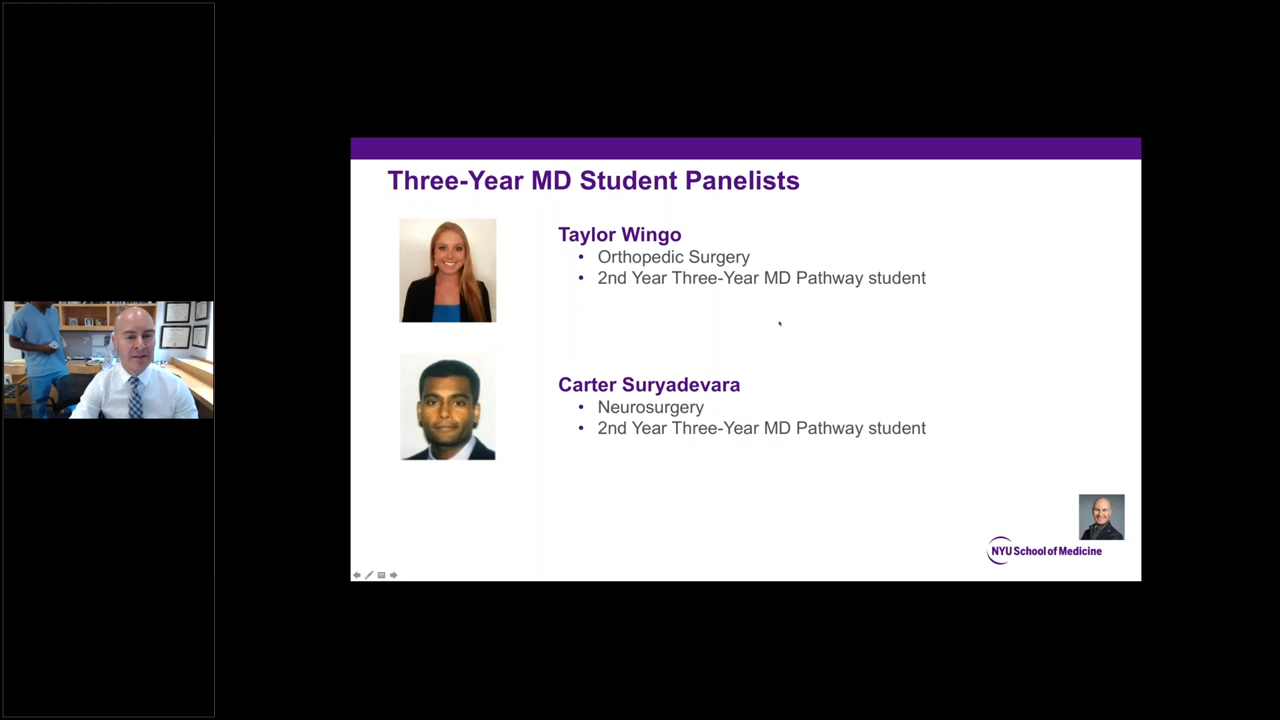 Three-Year MD Student Panelists
Taylor Wingo
• Orthopedic Surgery
• 2nd Year Three-Year MD Pathway student
Carter Suryadevara
• Neurosurgery
• 2nd Year Three-Year MD Pathway student
NYU School of Medicine